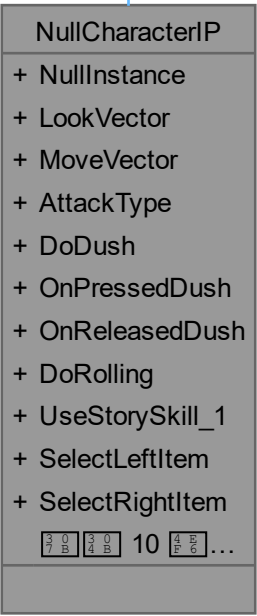 NullCharacterIP
+ NullInstance
+ LookVector
+ MoveVector
+ AttackType
+ DoDush
+ OnPressedDush
+ OnReleasedDush
+ DoRolling
+ UseStorySkill_1
+ SelectLeftItem
+ SelectRightItem
10 ...